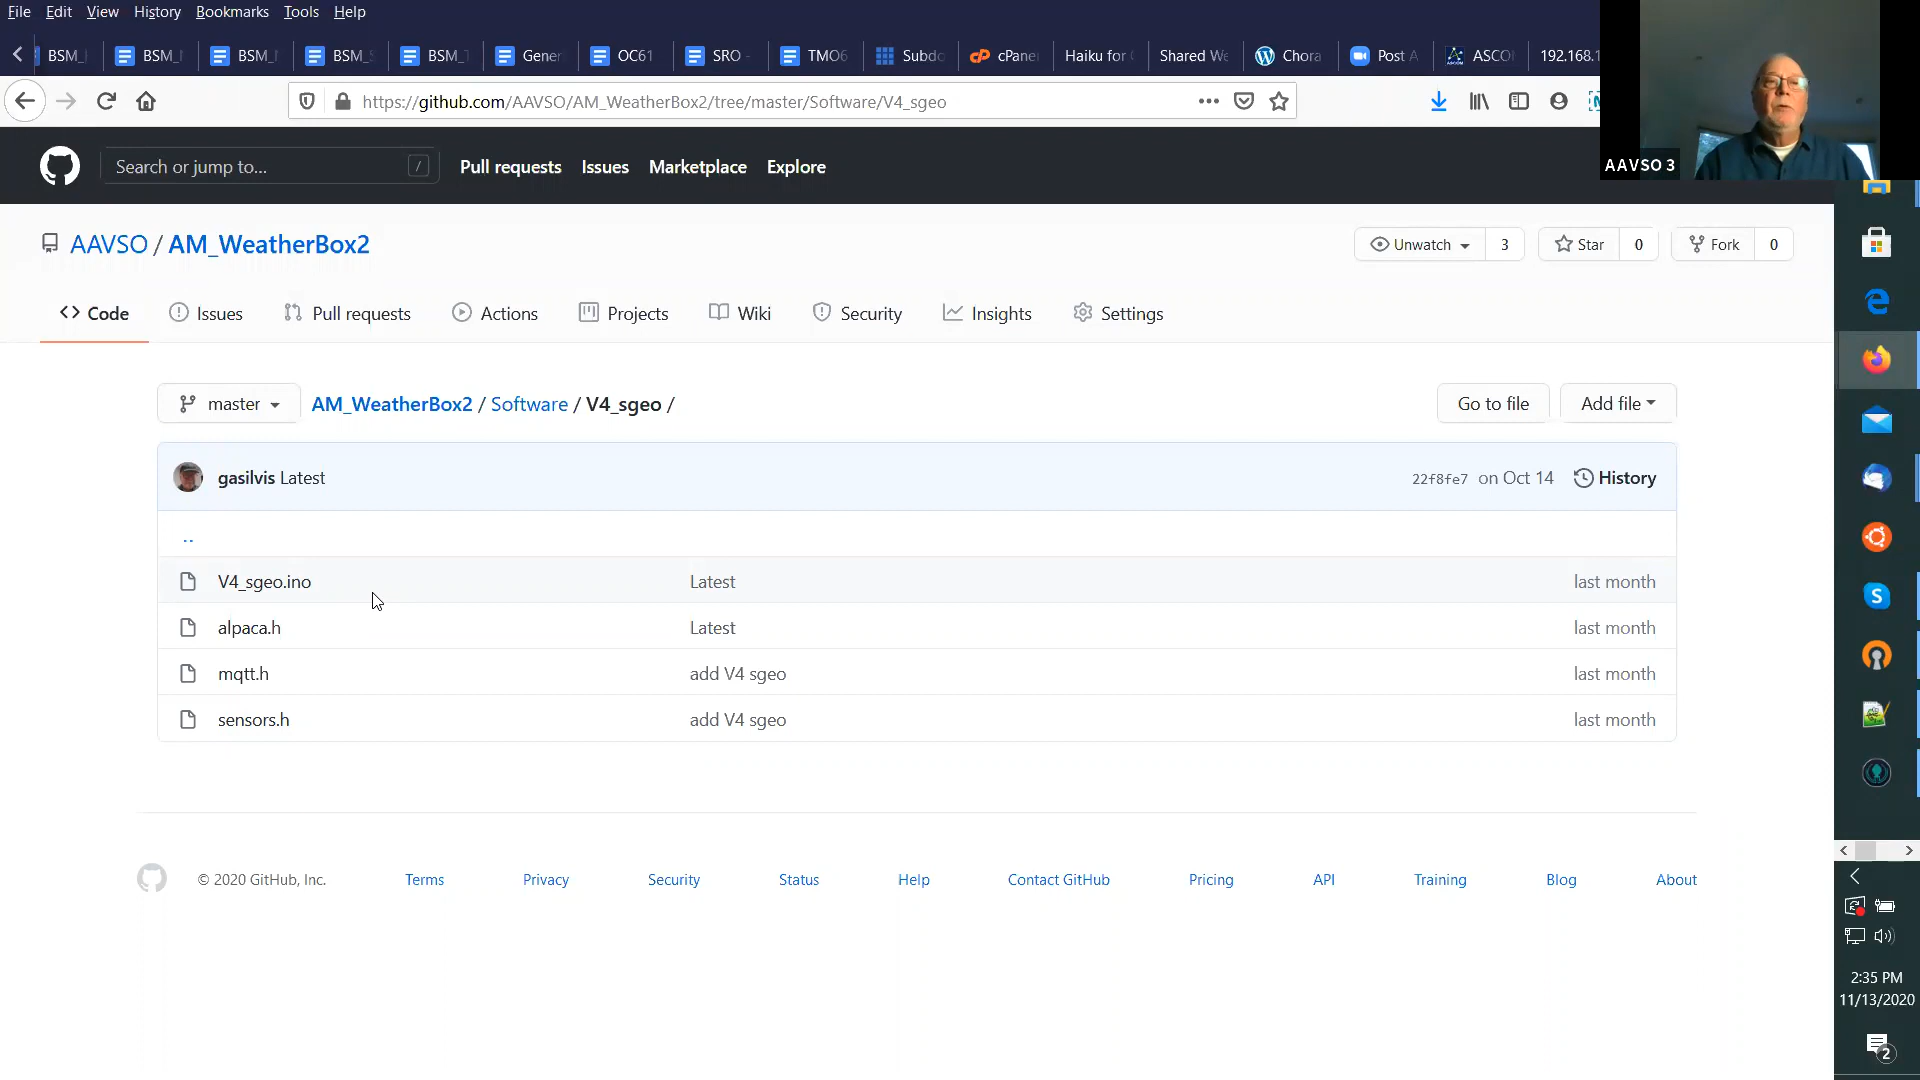 File Edit View History Bookmarks Tools Help
BSM_ BSM_ BSM_ BSM_ BSM_ Gene OC61 SRO - TMO6 Subdo cPane Haiku for Shared We Chora Post A ASCO 192.168.1
https://github.com/AAVSO/AM_WeatherBox2/tree/master/Software/V4_sgeo
AAVSO 3
Search or jump to... / Pull requests Issues Marketplace Explore
AAVSO / AM_WeatherBox2 Unwatch 3 Star 0 Fork 0
Code Issues Pull requests Actions Projects Wiki Security Insights Settings
master AM_WeatherBox2 / Software / V4_sgeo / Go to file Add file
gasilvis Latest 22f8fe7 on Oct 14 History
..
V4_sgeo.ino Latest last month
alpaca.h Latest last month
mqtt.h add V4 sgeo last month
sensors.h add V4 sgeo last month
© 2020 GitHub, Inc. Terms Privacy Security Status Help Contact GitHub Pricing API Training Blog About
2:35 PM
11/13/2020
2